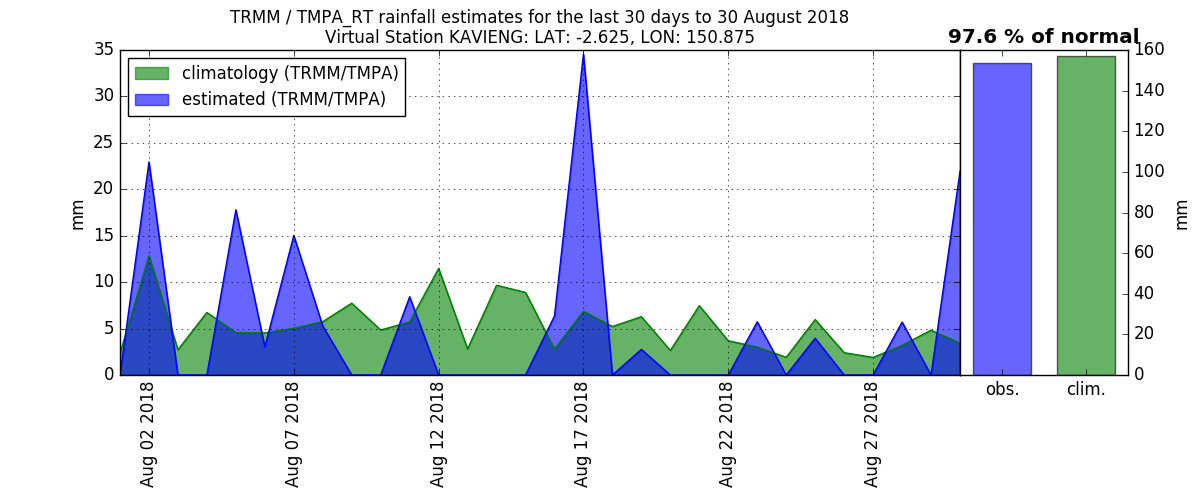 TRMM / TMPA_RT rainfall estimates for the last 30 days to 30 August 2018
Virtual Station KAVIENG: LAT: -2.625, LON: 150.875
97.6 % of normal
climatology (TRMM/TMPA)
estimated (TRMM/TMPA)
35
30
25
20
15
10
5
0
mm
Aug 02 2018
Aug 07 2018
Aug 12 2018
Aug 17 2018
Aug 22 2018
Aug 27 2018
obs.
clim.
160
140
120
100
80
60
40
20
0
mm